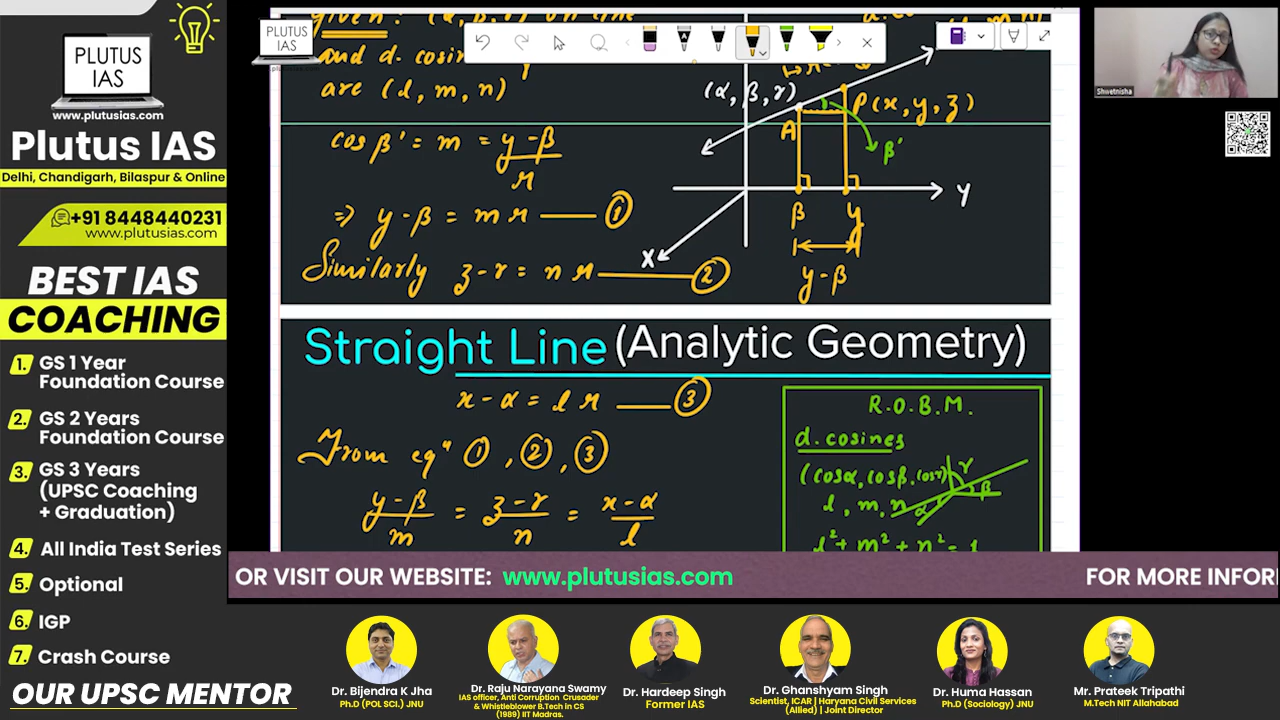 PLUTUS
IAS
www.plutusias.com
Plutus IAS
Delhi, Chandigarh, Bilaspur & Online
+91 8448440231
www.plutusias.com
BEST IAS
COACHING
1. GS 1 Year
Foundation Course
2. GS 2 Years
Foundation Course
3. GS 3 Years
(UPSC Coaching
+ Graduation)
4. All India Test Series
5. Optional
6. IGP
7. Crash Course
OUR UPSC MENTOR
PLUTUS
IAS
and d. cosin
are (l, m, n)
cos β' = m = y-β
r
⇒ y-β = m r —— ①
Similarly z-γ = n r —— ②
(α, β, γ)
P(x, y, z)
A
β'
Y
β y
X
y-β
Straight Line (Analytic Geometry)
x-α = l r —— ③
From eqⁿ ①, ②, ③
y-β = z-γ = x-α
m n l
R.O.B.M.
d. cosines
(cosα, cosβ, cosγ)
γ
β
l, m, n
α
l²+m²+n²=1
Shwetnisha
OR VISIT OUR WEBSITE: www.plutusias.com
FOR MORE INFOR
Dr. Bijendra K Jha
Ph.D (POL SCI.) JNU
Dr. Raju Narayana Swamy
IAS officer, Anti Corruption Crusader
& Whistleblower B.Tech in CS
(1989) IIT Madras.
Dr. Hardeep Singh
Former IAS
Dr. Ghanshyam Singh
Scientist, ICAR | Haryana Civil Services
(Allied) | Joint Director
Dr. Huma Hassan
Ph.D (Sociology) JNU
Mr. Prateek Tripathi
M.Tech NIT Allahabad